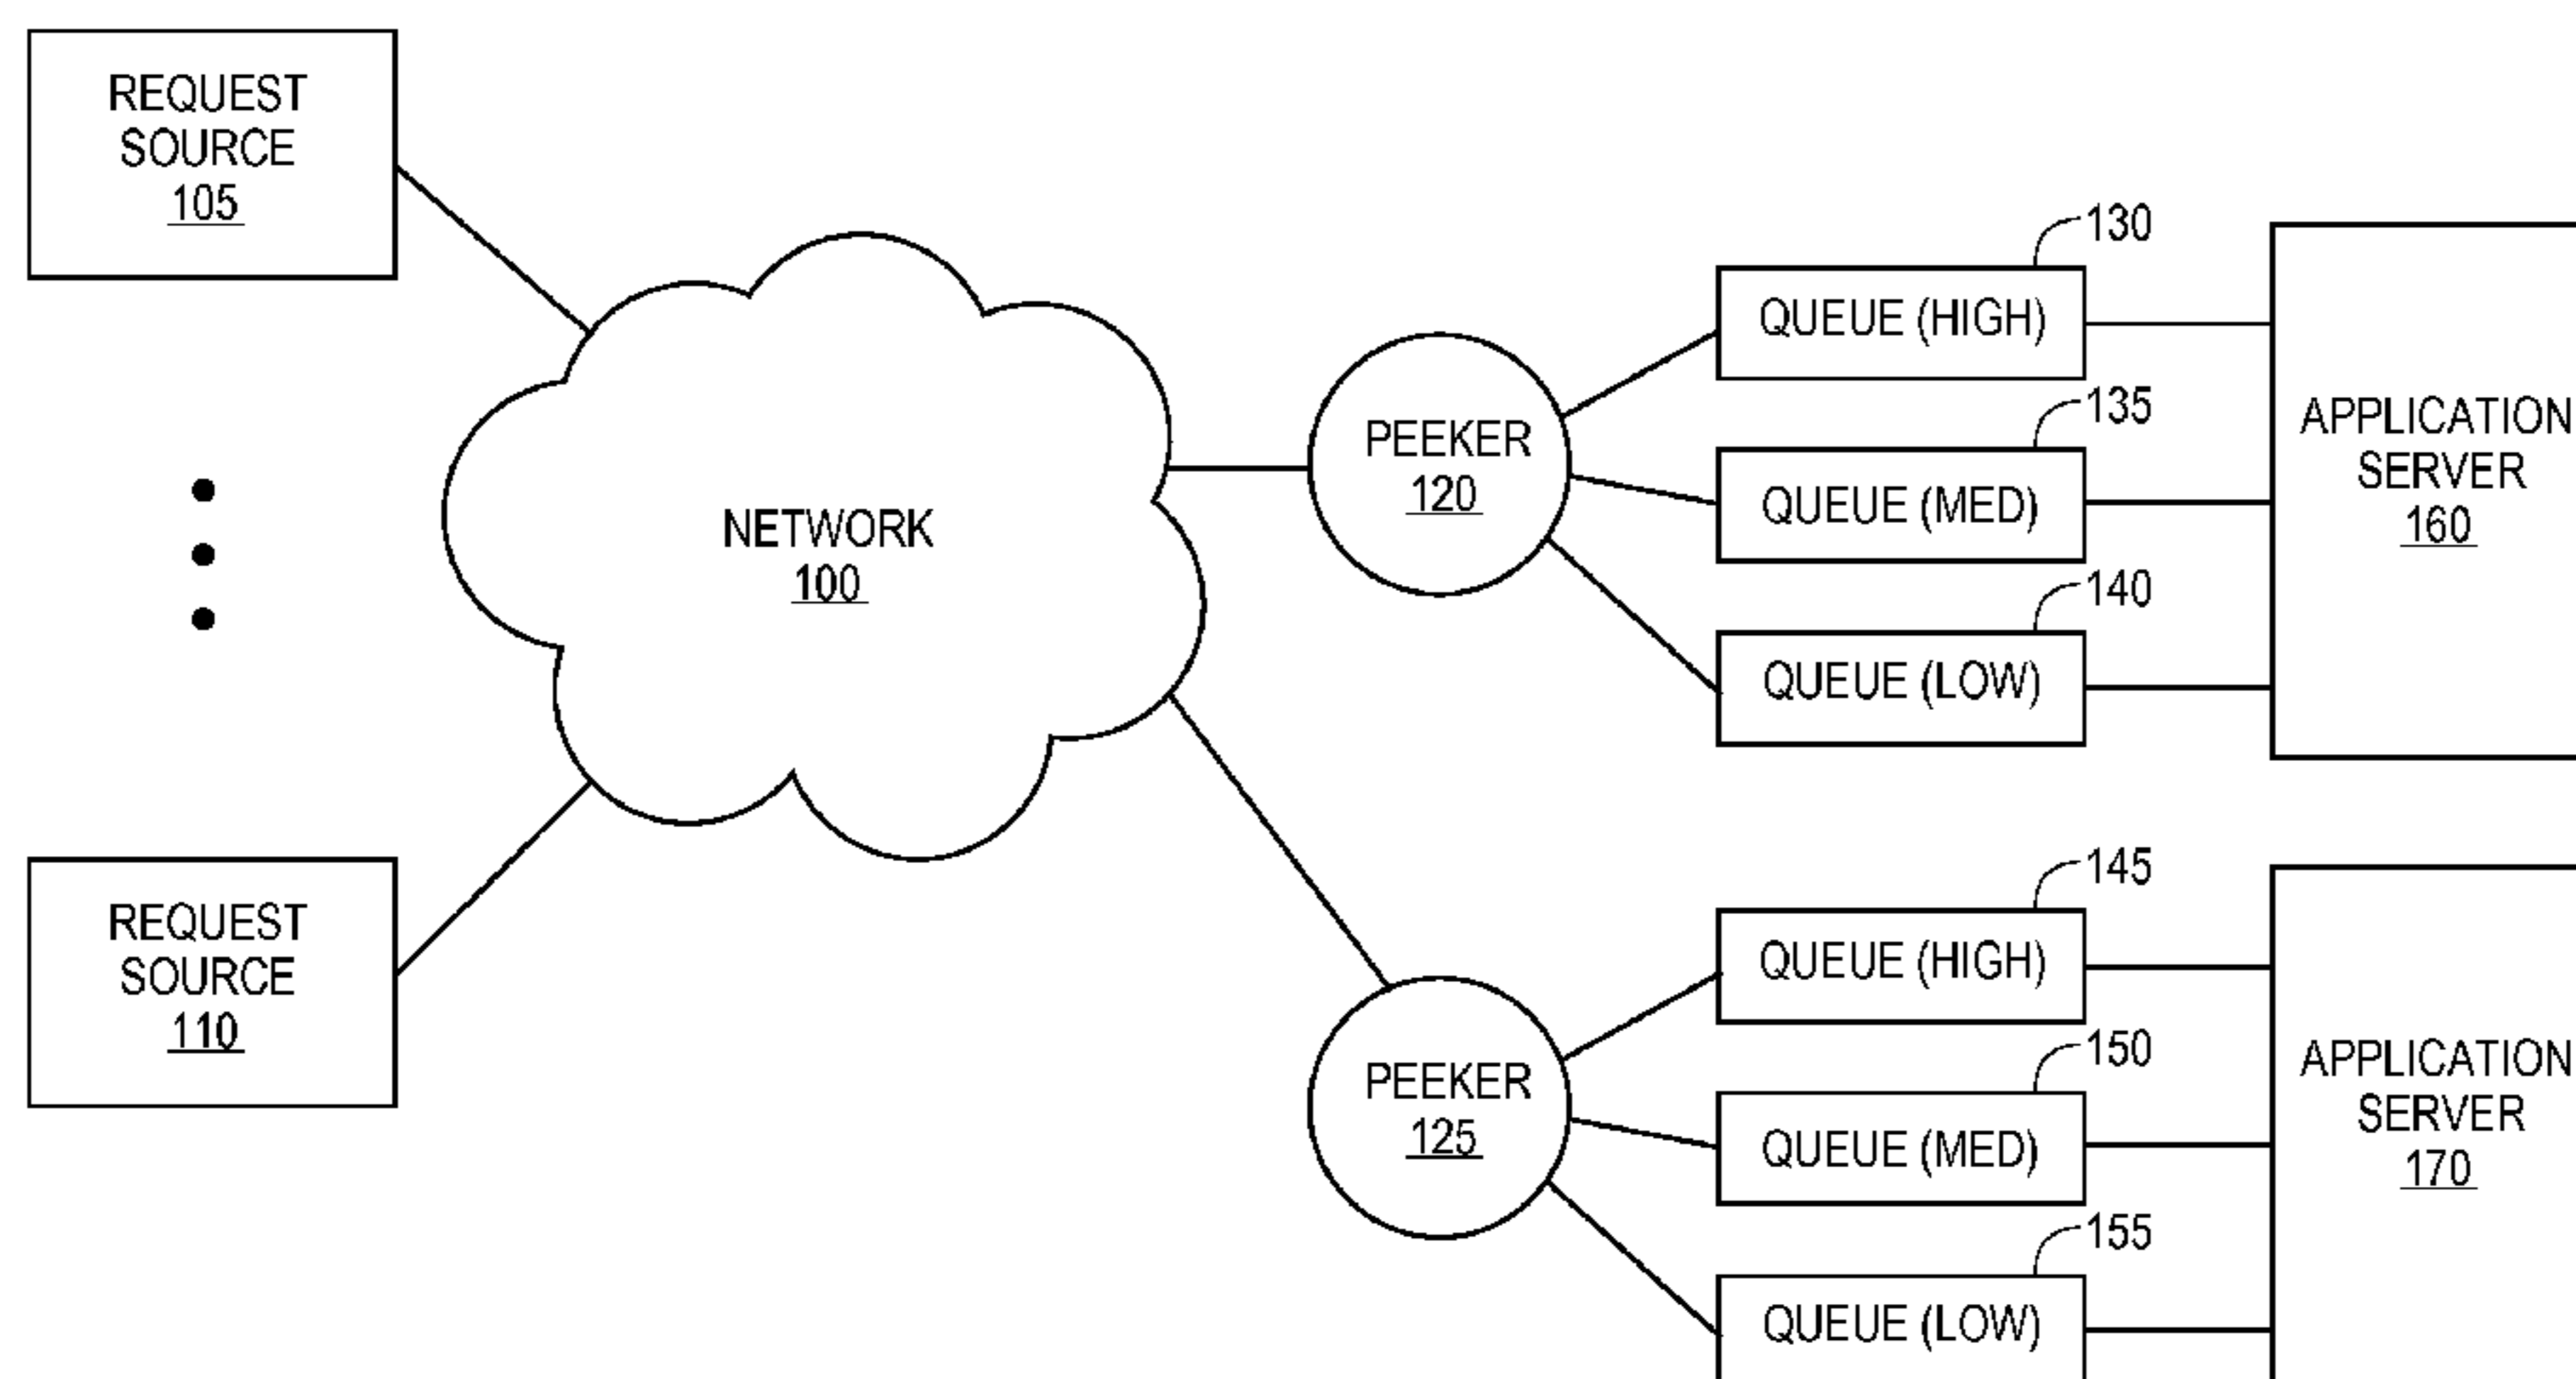 REQUEST
SOURCE
105
REQUEST
SOURCE
110
NETWORK
100
PEEKER
120
PEEKER
125
130
QUEUE (HIGH)
135
QUEUE (MED)
140
QUEUE (LOW)
APPLICATION
SERVER
160
145
QUEUE (HIGH)
150
QUEUE (MED)
155
QUEUE (LOW)
APPLICATION
SERVER
170